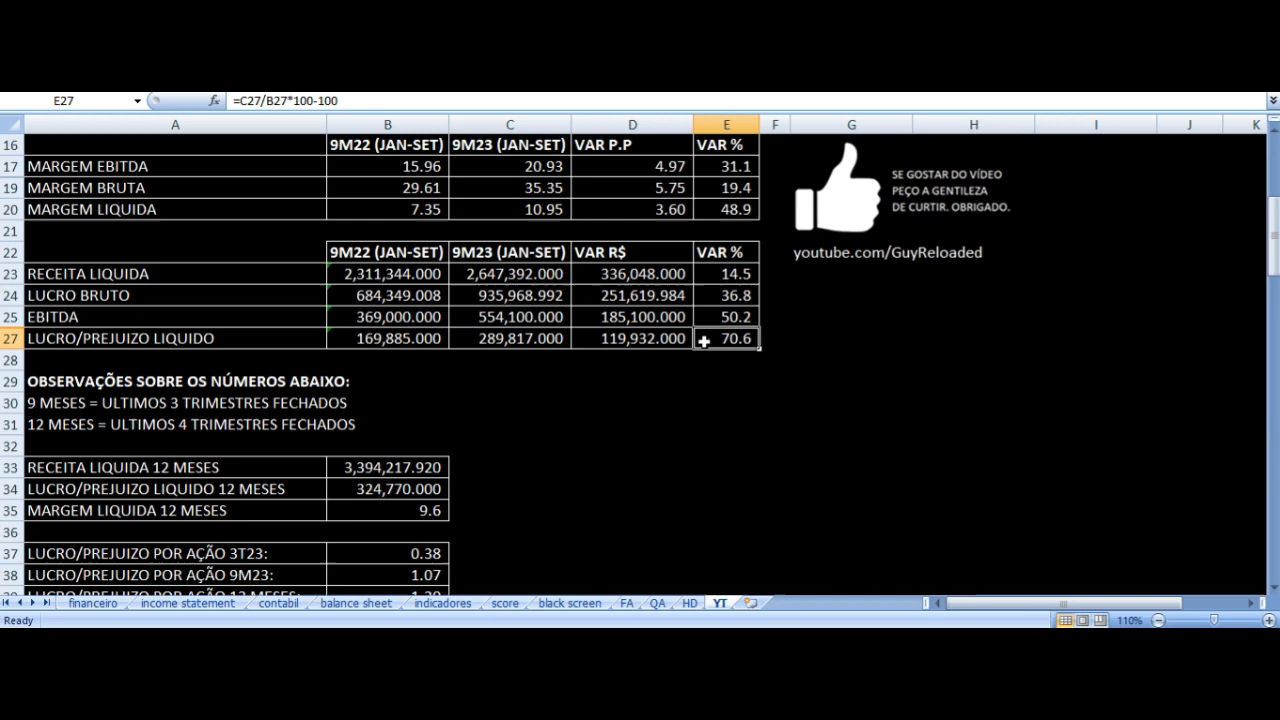 E27 fx =C27/B27*100-100
A B C D E F G H I J K
16 9M22 (JAN-SET) 9M23 (JAN-SET) VAR P.P VAR %
17 MARGEM EBITDA 15.96 20.93 4.97 31.1
19 MARGEM BRUTA 29.61 35.35 5.75 19.4
20 MARGEM LIQUIDA 7.35 10.95 3.60 48.9
SE GOSTAR DO VÍDEO
PEÇO A GENTILEZA
DE CURTIR. OBRIGADO.
21
22 9M22 (JAN-SET) 9M23 (JAN-SET) VAR R$ VAR %
youtube.com/GuyReloaded
23 RECEITA LIQUIDA 2,311,344.000 2,647,392.000 336,048.000 14.5
24 LUCRO BRUTO 684,349.008 935,968.992 251,619.984 36.8
25 EBITDA 369,000.000 554,100.000 185,100.000 50.2
27 LUCRO/PREJUIZO LIQUIDO 169,885.000 289,817.000 119,932.000 70.6
28
29 OBSERVAÇÕES SOBRE OS NÚMEROS ABAIXO:
30 9 MESES = ULTIMOS 3 TRIMESTRES FECHADOS
31 12 MESES = ULTIMOS 4 TRIMESTRES FECHADOS
32
33 RECEITA LIQUIDA 12 MESES 3,394,217.920
34 LUCRO/PREJUIZO LIQUIDO 12 MESES 324,770.000
35 MARGEM LIQUIDA 12 MESES 9.6
36
37 LUCRO/PREJUIZO POR AÇÃO 3T23: 0.38
38 LUCRO/PREJUIZO POR AÇÃO 9M23: 1.07
LUCRO/PREJUIZO POR AÇÃO 12 MESES:
financeiro income statement contabil balance sheet indicadores score black screen FA QA HD YT
Ready 110%